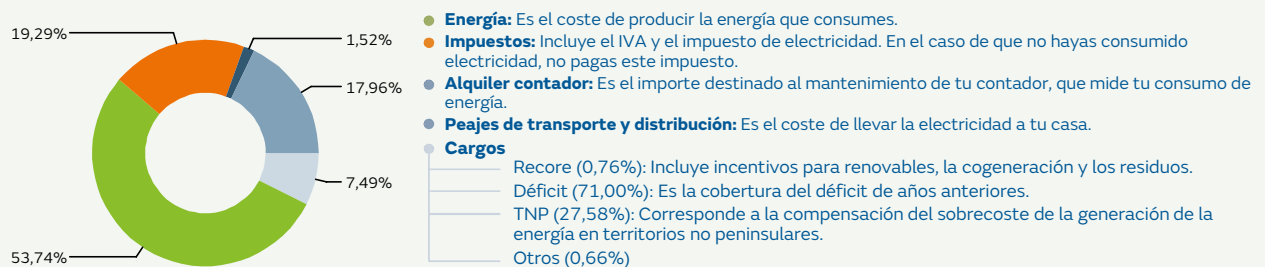 19,29%
1,52%
17,96%
7,49%
53,74%
Energía: Es el coste de producir la energía que consumes.
Impuestos: Incluye el IVA y el impuesto de electricidad. En el caso de que no hayas consumido
electricidad, no pagas este impuesto.
Alquiler contador: Es el importe destinado al mantenimiento de tu contador, que mide tu consumo de
energía.
Peajes de transporte y distribución: Es el coste de llevar la electricidad a tu casa.
Cargos
Recore (0,76%): Incluye incentivos para renovables, la cogeneración y los residuos.
Déficit (71,00%): Es la cobertura del déficit de años anteriores.
TNP (27,58%): Corresponde a la compensación del sobrecoste de la generación de la
energía en territorios no peninsulares.
Otros (0,66%)